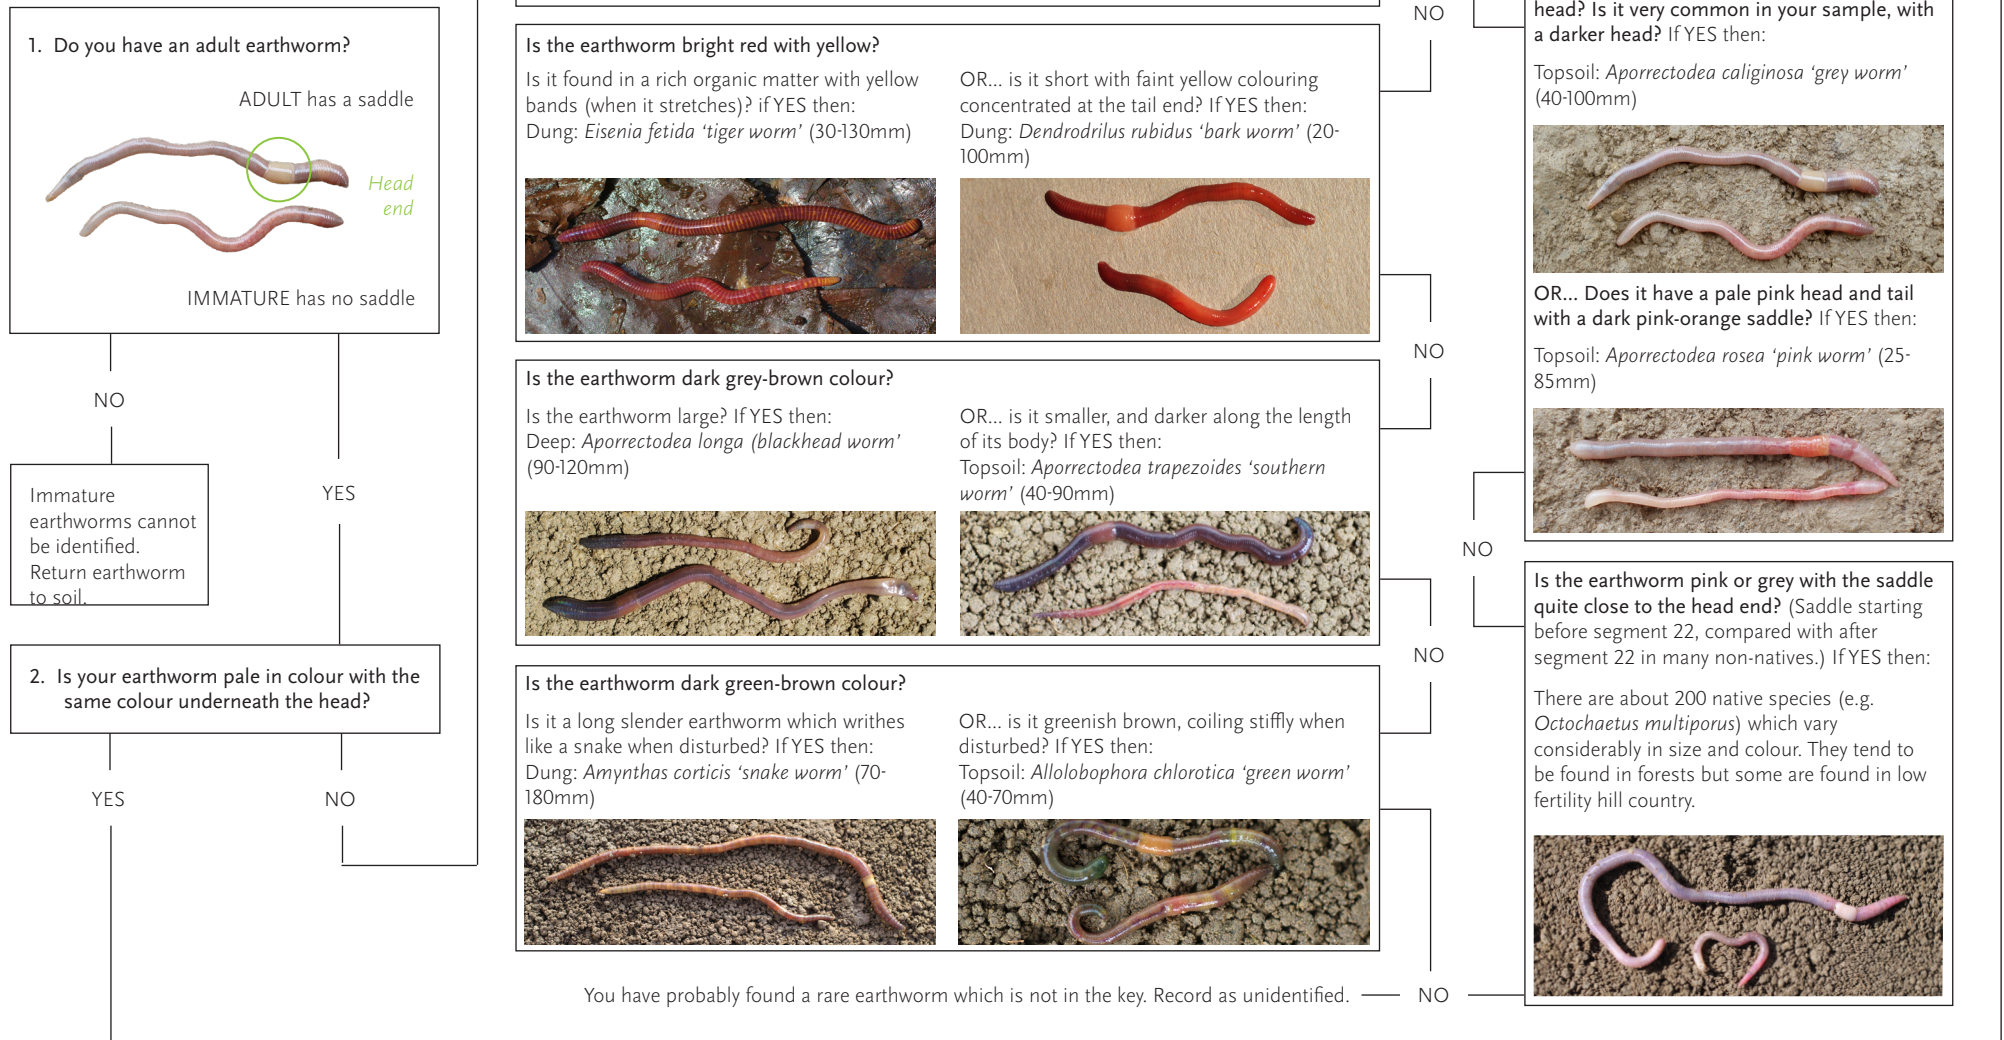 1. Do you have an adult earthworm?
ADULT has a saddle
Head
end
IMMATURE has no saddle
NO
YES
Immature
earthworms cannot
be identified.
Return earthworm
to soil.
2. Is your earthworm pale in colour with the
same colour underneath the head?
YES
NO
Is the earthworm bright red with yellow?
Is it found in a rich organic matter with yellow
bands (when it stretches)? if YES then:
Dung: Eisenia fetida ‘tiger worm’ (30-130mm)
OR... is it short with faint yellow colouring
concentrated at the tail end? If YES then:
Dung: Dendrodrilus rubidus ‘bark worm’ (20-
100mm)
NO
NO
Is the earthworm dark grey-brown colour?
Is the earthworm large? If YES then:
Deep: Aporrectodea longa (blackhead worm’
(90-120mm)
OR... is it smaller, and darker along the length
of its body? If YES then:
Topsoil: Aporrectodea trapezoides ‘southern
worm’ (40-90mm)
NO
Is the earthworm dark green-brown colour?
Is it a long slender earthworm which writhes
like a snake when disturbed? If YES then:
Dung: Amynthas corticis ‘snake worm’ (70-
180mm)
OR... is it greenish brown, coiling stiffly when
disturbed? If YES then:
Topsoil: Allolobophora chlorotica ‘green worm’
(40-70mm)
You have probably found a rare earthworm which is not in the key. Record as unidentified.
NO
head? Is it very common in your sample, with
a darker head? If YES then:
Topsoil: Aporrectodea caliginosa ‘grey worm’
(40-100mm)
OR... Does it have a pale pink head and tail
with a dark pink-orange saddle? If YES then:
Topsoil: Aporrectodea rosea ‘pink worm’ (25-
85mm)
NO
Is the earthworm pink or grey with the saddle
quite close to the head end? (Saddle starting
before segment 22, compared with after
segment 22 in many non-natives.) If YES then:
There are about 200 native species (e.g.
Octochaetus multiporus) which vary
considerably in size and colour. They tend to
be found in forests but some are found in low
fertility hill country.